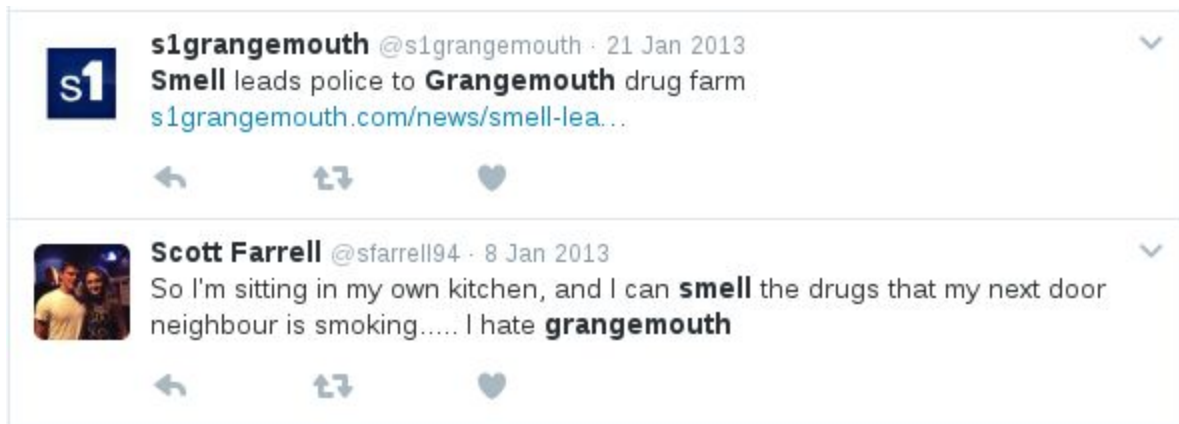 s1grangemouth @s1grangemouth · 21 Jan 2013
s1
Smell leads police to Grangemouth drug farm
s1grangemouth.com/news/smell-lea...
Scott Farrell @sfarrell94 · 8 Jan 2013
So I'm sitting in my own kitchen, and I can smell the drugs that my next door
neighbour is smoking..... I hate grangemouth